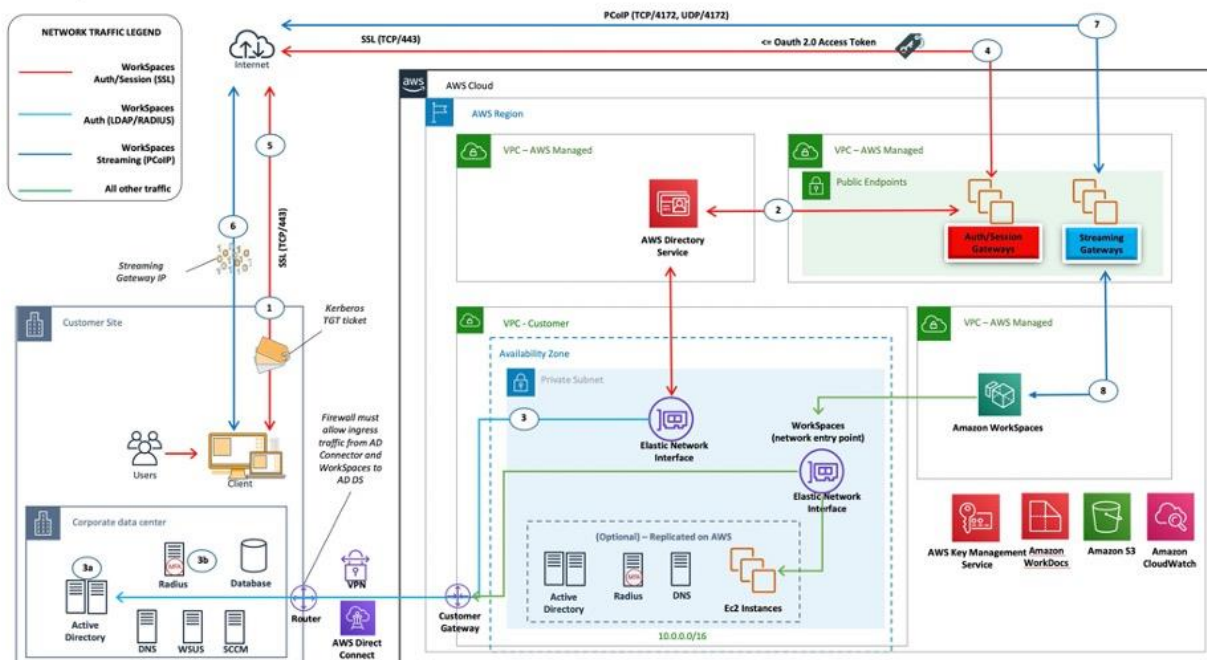 PCoIP (TCP/4172, UDP/4172)
7
NETWORK TRAFFIC LEGEND
WorkSpaces
Auth/Session (SSL)
WorkSpaces
Auth (LDAP/RADIUS)
WorkSpaces
Streaming (PCoIP)
All other traffic
Internet
SSL (TCP/443)
<= Oauth 2.0 Access Token
4
aws
AWS Cloud
AWS Region
VPC – AWS Managed
VPC – AWS Managed
Public Endpoints
5
SSL (TCP/443)
6
Streaming
Gateway IP
2
AWS Directory
Service
Auth/Session
Gateways
Streaming
Gateways
1
Kerberos
TGT ticket
Customer Site
VPC - Customer
VPC – AWS Managed
Availability Zone
Private Subnet
3
Elastic Network
Interface
WorkSpaces
(network entry point)
8
Amazon WorkSpaces
Firewall must
allow ingress
traffic from AD
Connector and
WorkSpaces to
AD DS
Users
Client
Elastic Network
Interface
Corporate data center
3a
MFA
3b
Radius
Database
Active
Directory
DNS
WSUS
SCCM
Router
VPN
AWS Direct
Connect
Customer
Gateway
(Optional) – Replicated on AWS
Active
Directory
MFA
Radius
DNS
Ec2 Instances
10.0.0.0/16
AWS Key Management
Service
Amazon
WorkDocs
Amazon S3
Amazon
CloudWatch